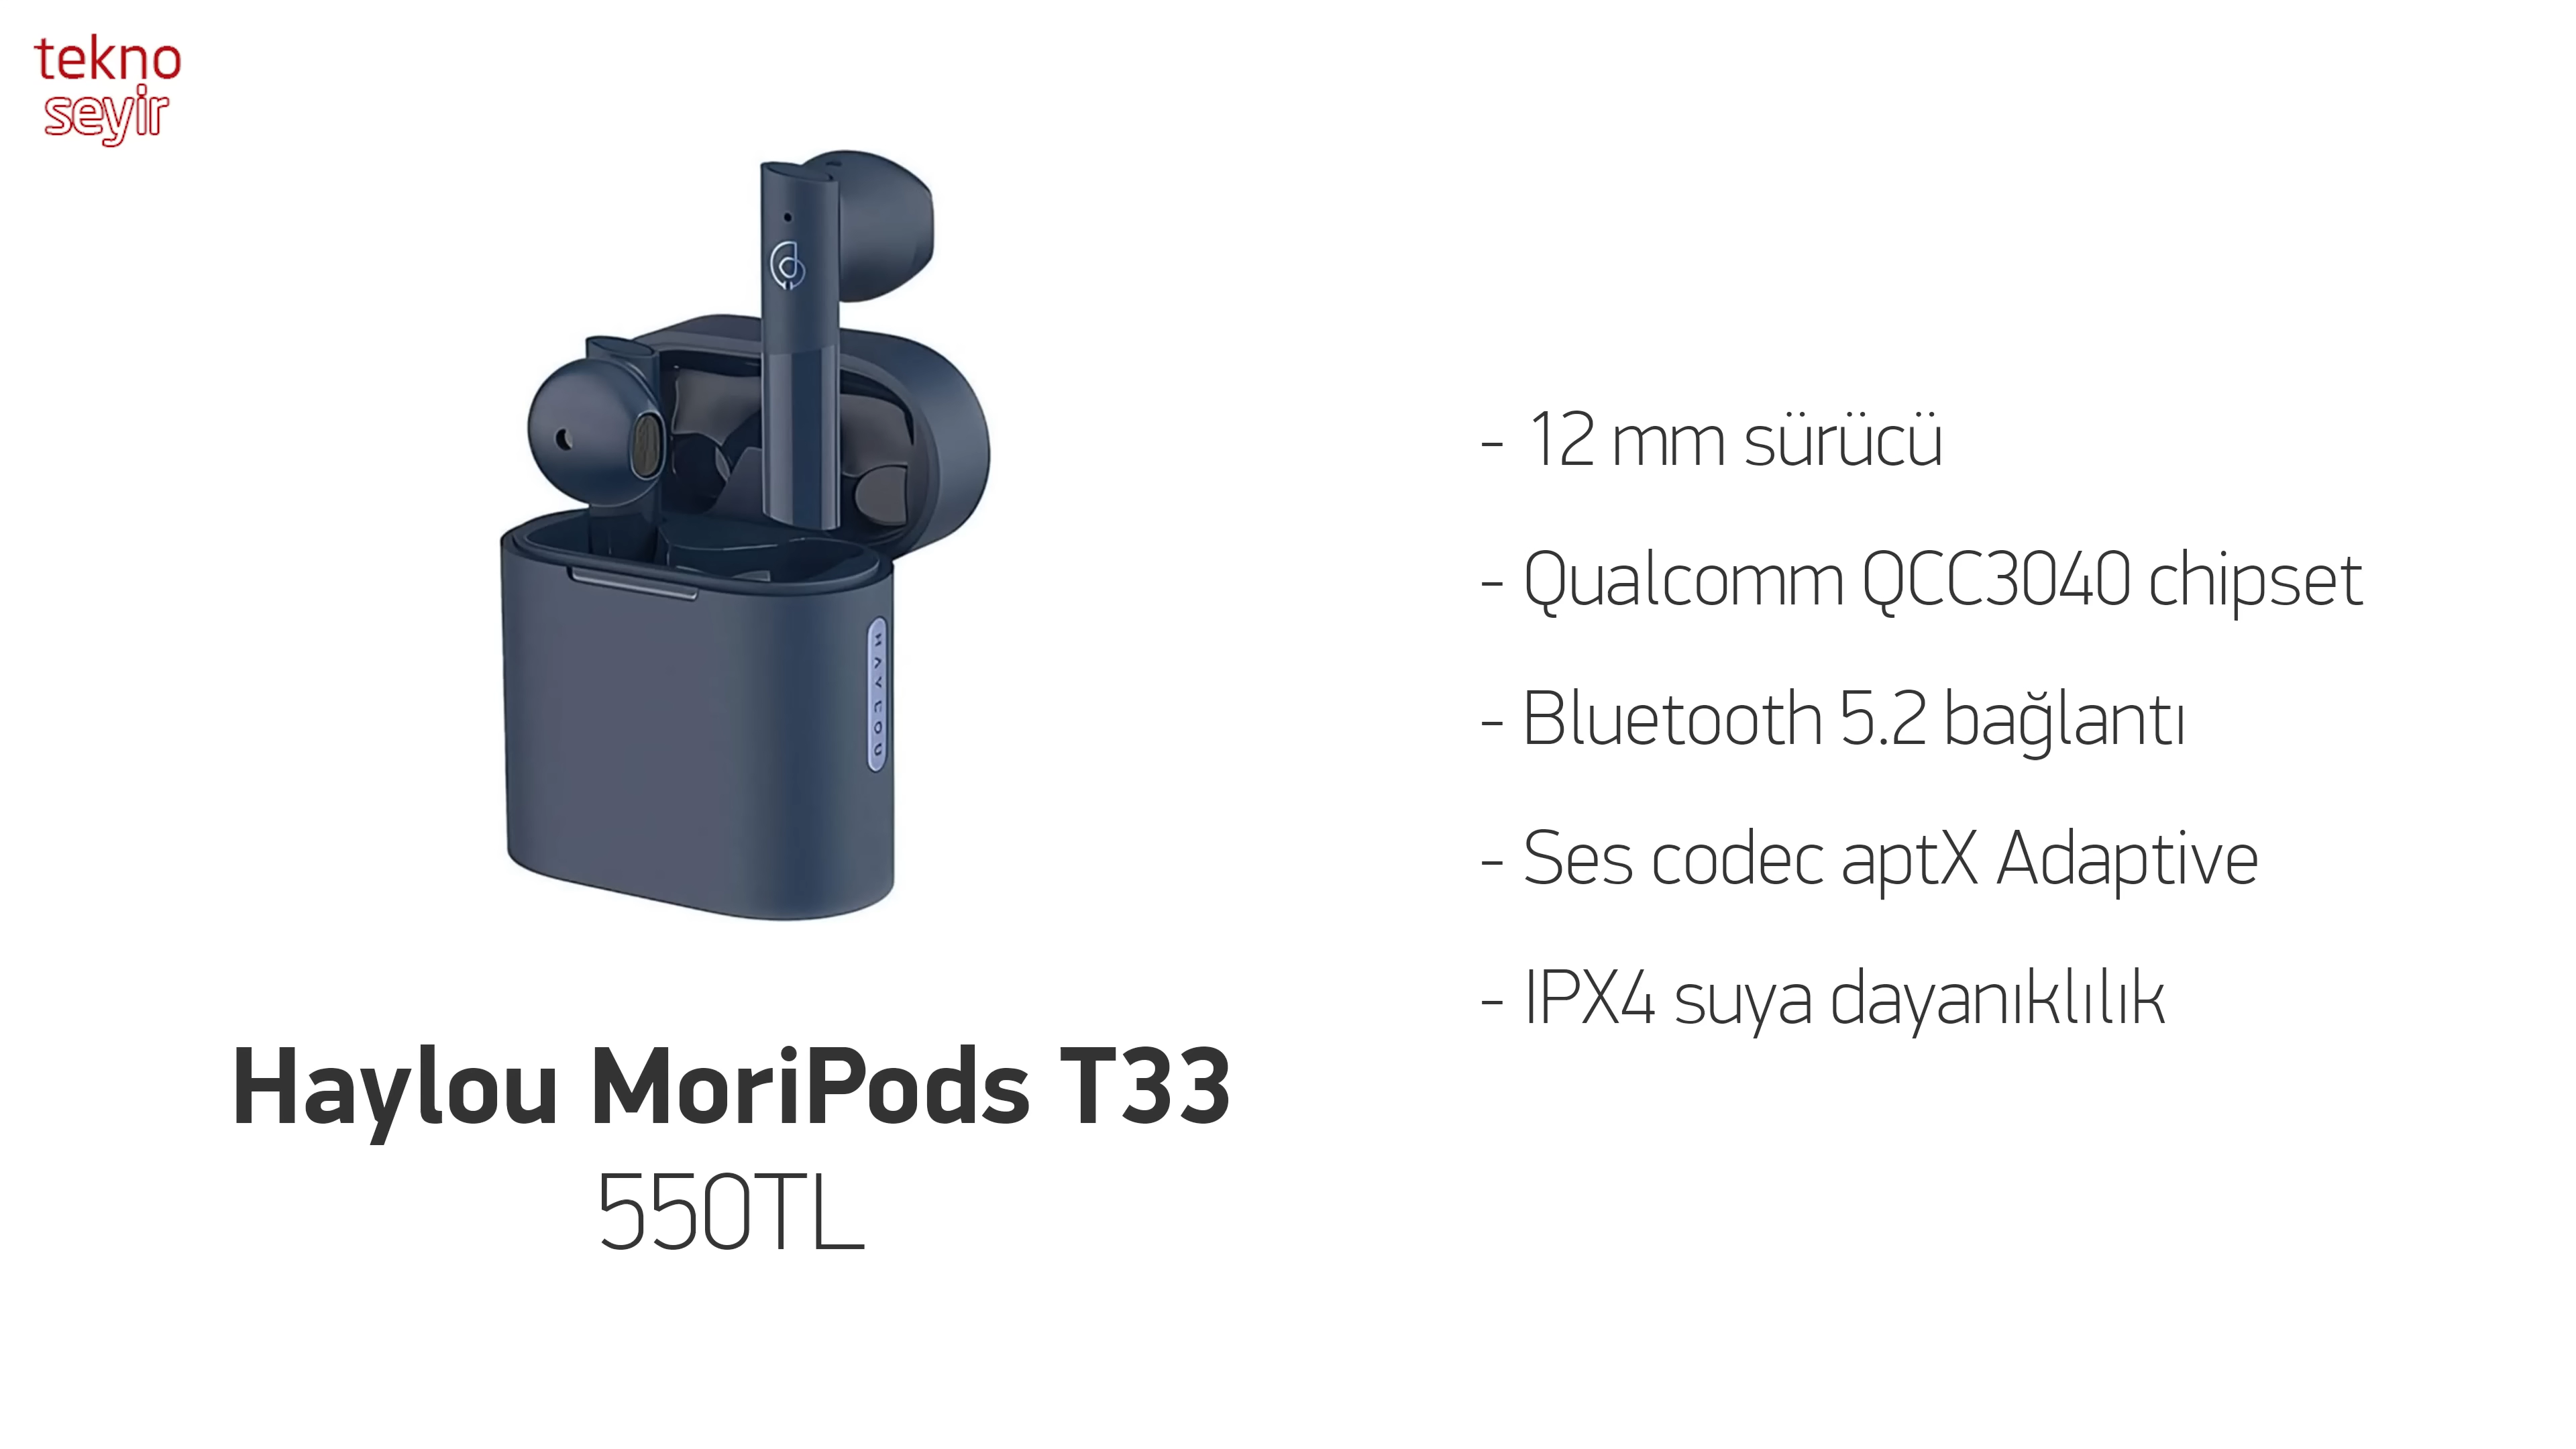 tekno
seyir
HAYLOU
Haylou MoriPods T33
550TL
- 12 mm sürücü
- Qualcomm QCC3040 chipset
- Bluetooth 5.2 bağlantı
- Ses codec aptX Adaptive
- IPX4 suya dayanıklılık